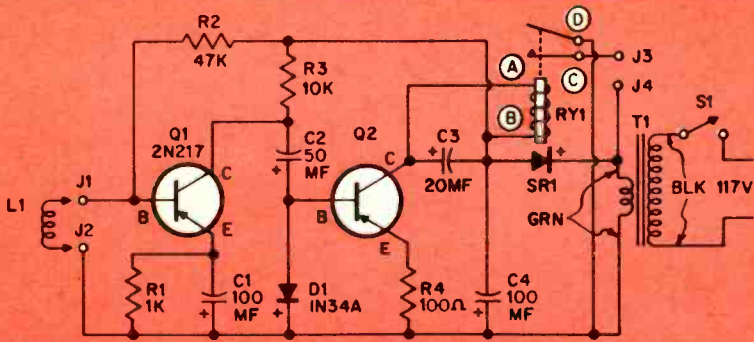 R2
47K
R3
10K
Q1
2N217
C
B
E
L1
J1
J2
R1
1K
C1
100
MF
+
C2
50
MF
+
D1
1N34A
+
Q2
C
B
E
R4
100Ω
C3
+
20MF
C4
100
MF
+
A
B
C
D
RY1
SR1
+
J3
J4
T1
GRN
S1
BLK
117V